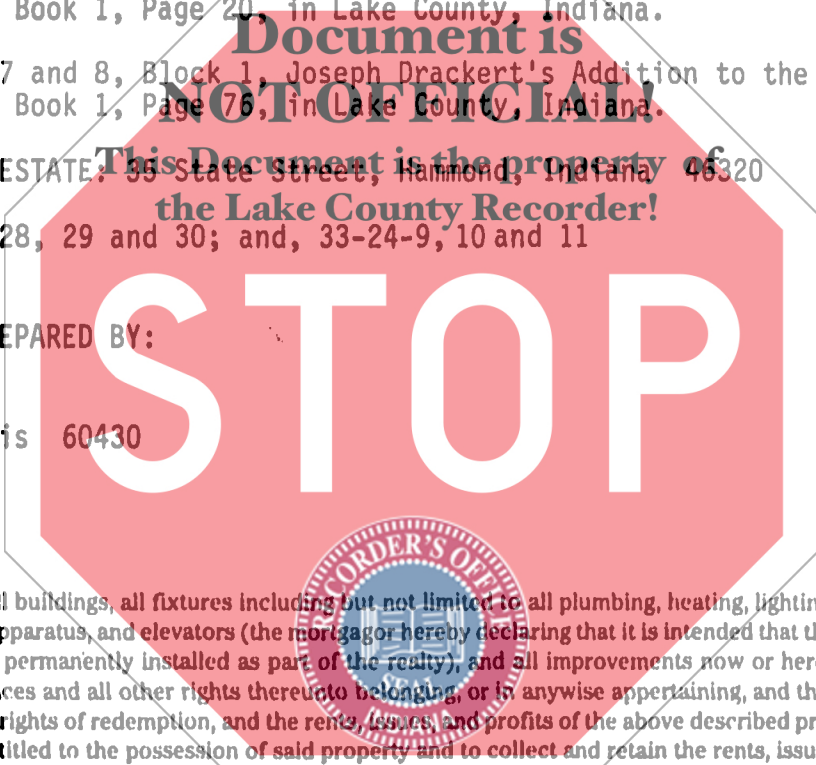 Book 1, Page 20, in Lake County, Indiana.
Document is
7 and 8, Block 1, Joseph Drackert's Addition to the
NOT OFFICIAL!
Book 1, Page 76, in Lake County, Indiana.
This Document is the property of
ESTATE: 35 State Street, Hammond, Indiana 46320
the Lake County Recorder!
28, 29 and 30; and, 33-24-9, 10 and 11
STOP
EPARED BY:
is 60430
RECORDER'S OFFICE
l buildings, all fixtures including but not limited to all plumbing, heating, lightin
pparatus, and elevators (the mortgagor hereby declaring that it is intended that th
permanently installed as part of the realty), and all improvements now or her
ces and all other rights thereunto belonging, or in anywise appertaining, and th
SEAL
rights of redemption, and the rents, issues, and profits of the above described pr
INDIANA
titled to the possession of said property and to collect and retain the rents, issu